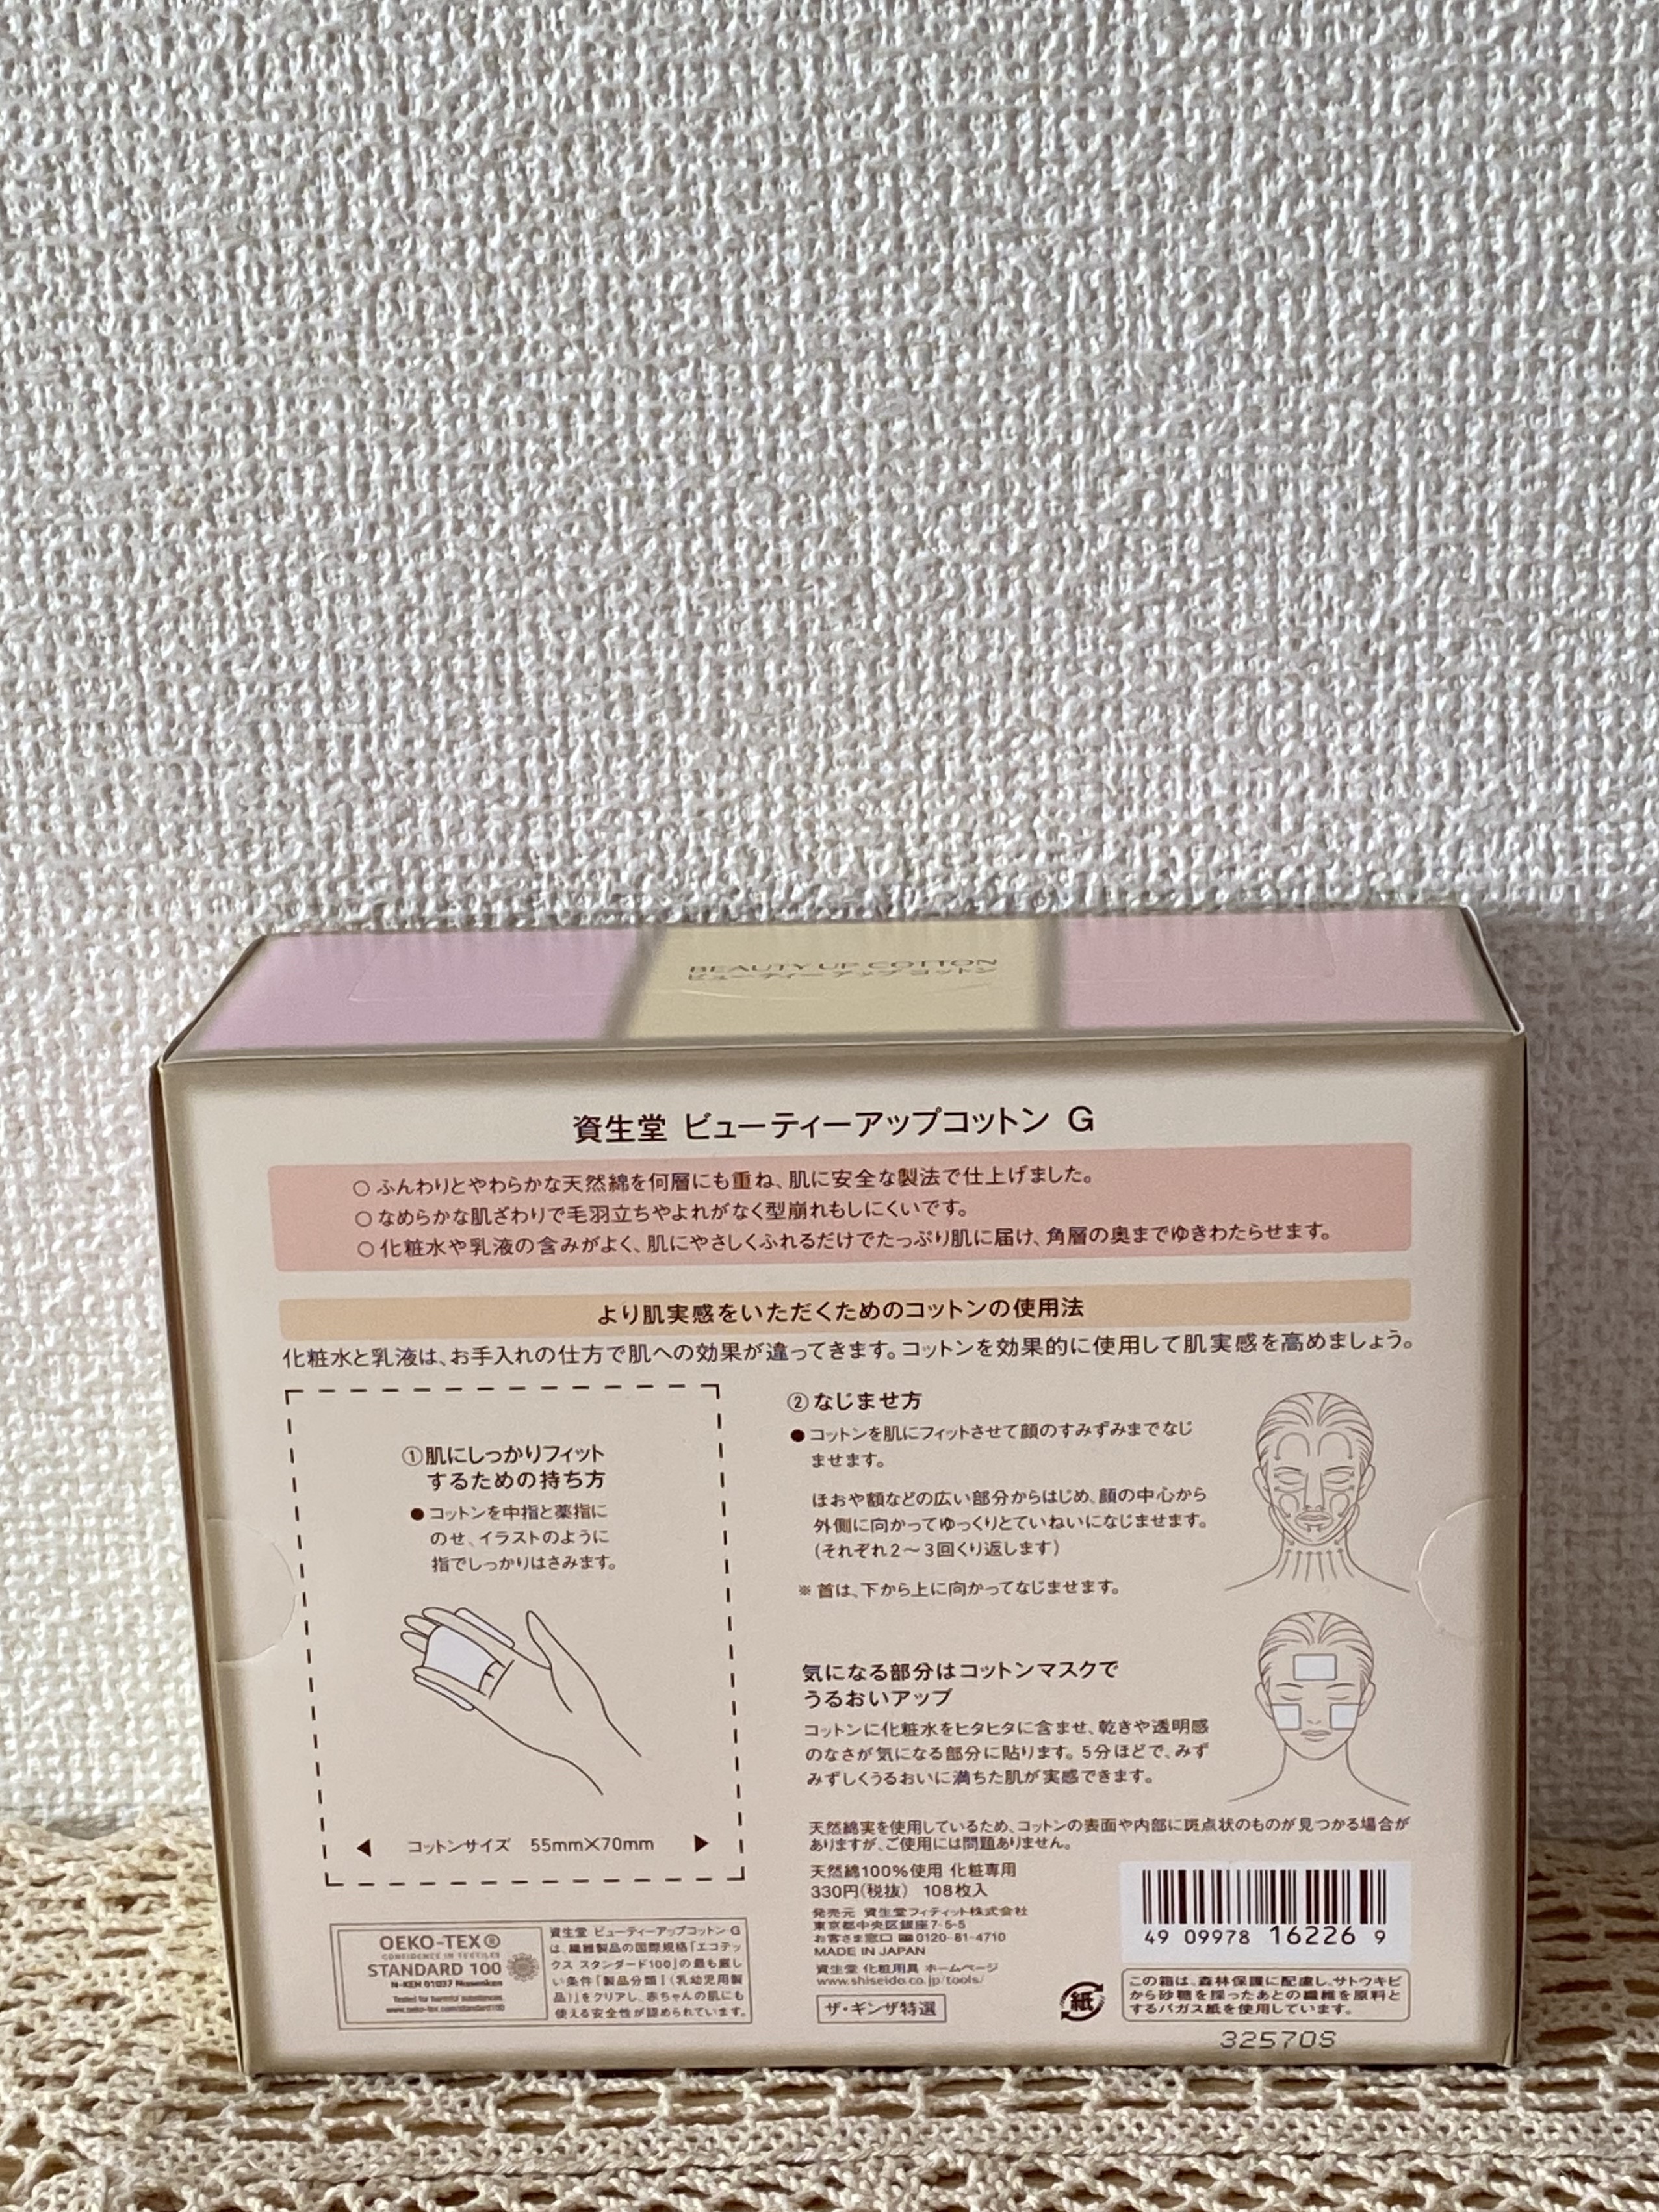 BEAUTY UP COTTON
ビューティーアップコットン
資生堂 ビューティーアップコットン G
○ ふんわりとやわらかな天然綿を何層にも重ね、肌に安全な製法で仕上げました。
○ なめらかな肌ざわりで毛羽立ちやよれがなく型崩れもしにくいです。
○ 化粧水や乳液の含みがよく、肌にやさしくふれるだけでたっぷり肌に届け、角層の奥までゆきわたらせます。
より肌実感をいただくためのコットンの使用法
化粧水と乳液は、お手入れの仕方で肌への効果が違ってきます。コットンを効果的に使用して肌実感を高めましょう。
①肌にしっかりフィット
するための持ち方
●コットンを中指と薬指に
のせ、イラストのように
指でしっかりはさみます。
◀ コットンサイズ 55mm×70mm ▶
②なじませ方
●コットンを肌にフィットさせて顔のすみずみまでなじ
ませます。
ほおや額などの広い部分からはじめ、顔の中心から
外側に向かってゆっくりとていねいになじませます。
(それぞれ2〜3回くり返します)
※首は、下から上に向かってなじませます。
気になる部分はコットンマスクで
うるおいアップ
コットンに化粧水をヒタヒタに含ませ、乾きや透明感
のなさが気になる部分に貼ります。5分ほどで、みず
みずしくうるおいに満ちた肌が実感できます。
天然綿実を使用しているため、コットンの表面や内部に斑点状のものが見つかる場合が
ありますが、ご使用には問題ありません。
天然綿100%使用 化粧専用
330円(税抜) 108枚入
発売元 資生堂フィティット株式会社
東京都中央区銀座7-5-5
お客さま窓口 0120-81-4710
MADE IN JAPAN
資生堂 化粧用具 ホームページ
www.shiseido.co.jp/tools/
ザ・ギンザ特選
49 09978 16226 9
紙
この箱は、森林保護に配慮し、サトウキビ
から砂糖を採ったあとの繊維を原料と
するバガス紙を使用しています。
32570S
OEKO-TEX®
CONFIDENCE IN TEXTILES
STANDARD 100
N-KEN 01037 Nissenken
Tested for harmful substances.
www.oeko-tex.com/standard100
資生堂 ビューティーアップコットン G
は、繊維製品の国際規格「エコテッ
クス スタンダード100」の最も厳し
い条件「製品分類Ⅰ(乳幼児用製
品)」をクリアし、赤ちゃんの肌にも
使える安全性が認められています。